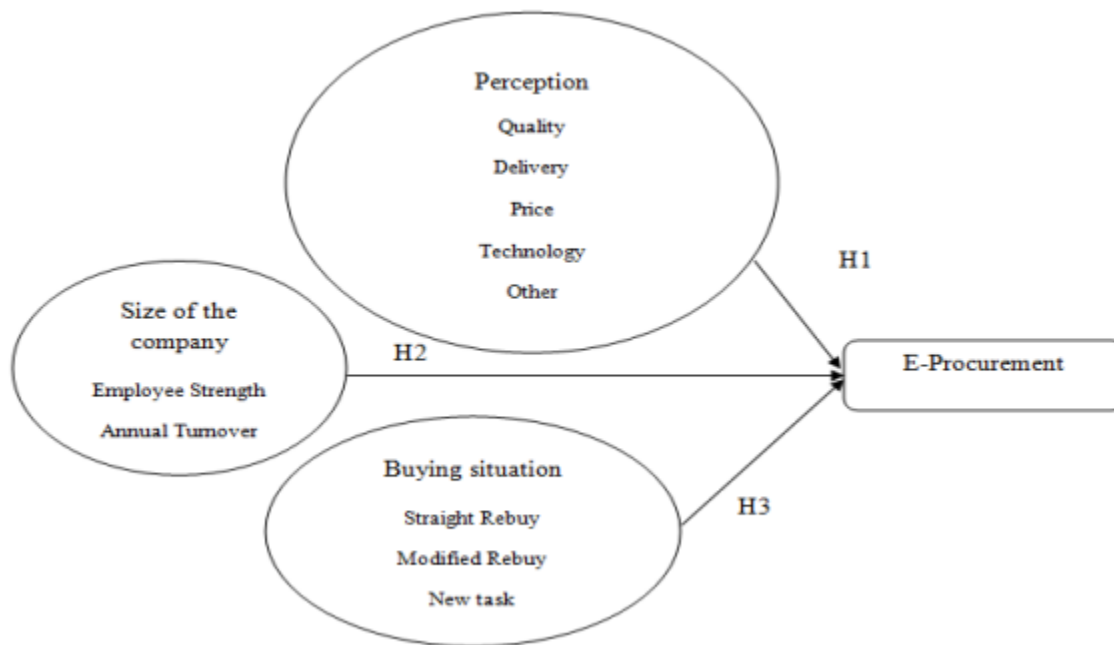 Perception
Quality
Delivery
Price
Technology
Other
H1
Size of the
company
Employee Strength
Annual Turnover
H2
E-Procurement
Buying situation
Straight Rebuy
Modified Rebuy
New task
H3